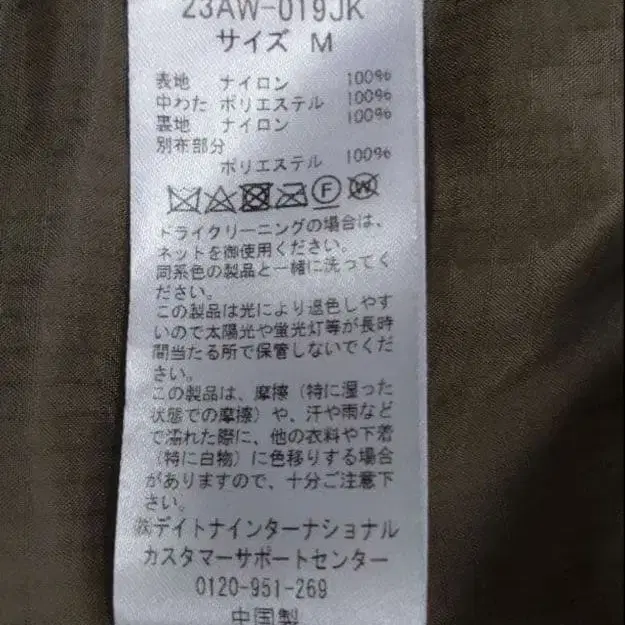 23AW-019JK
サイズ M
表地 ナイロン 100%
中わた ポリエステル 100%
裏地 ナイロン 100%
別布部分
ポリエステル 100%
F W
ドライクリーニングの場合は、
ネットを御使用ください。
同系色の製品と一緒に洗ってく
ださい。
この製品は光により退色しやす
いので太陽光や蛍光灯等が長時
間当たる所で保管しないでくだ
さい。
この製品は、摩擦（特に湿った
状態での摩擦）や、汗や雨など
で濡れた際に、他の衣料や下着
（特に白物）に色移りする場合
がありますので、十分ご注意下
さい。
㈱デイトナインターナショナル
カスタマーサポートセンター
0120-951-269
中国製